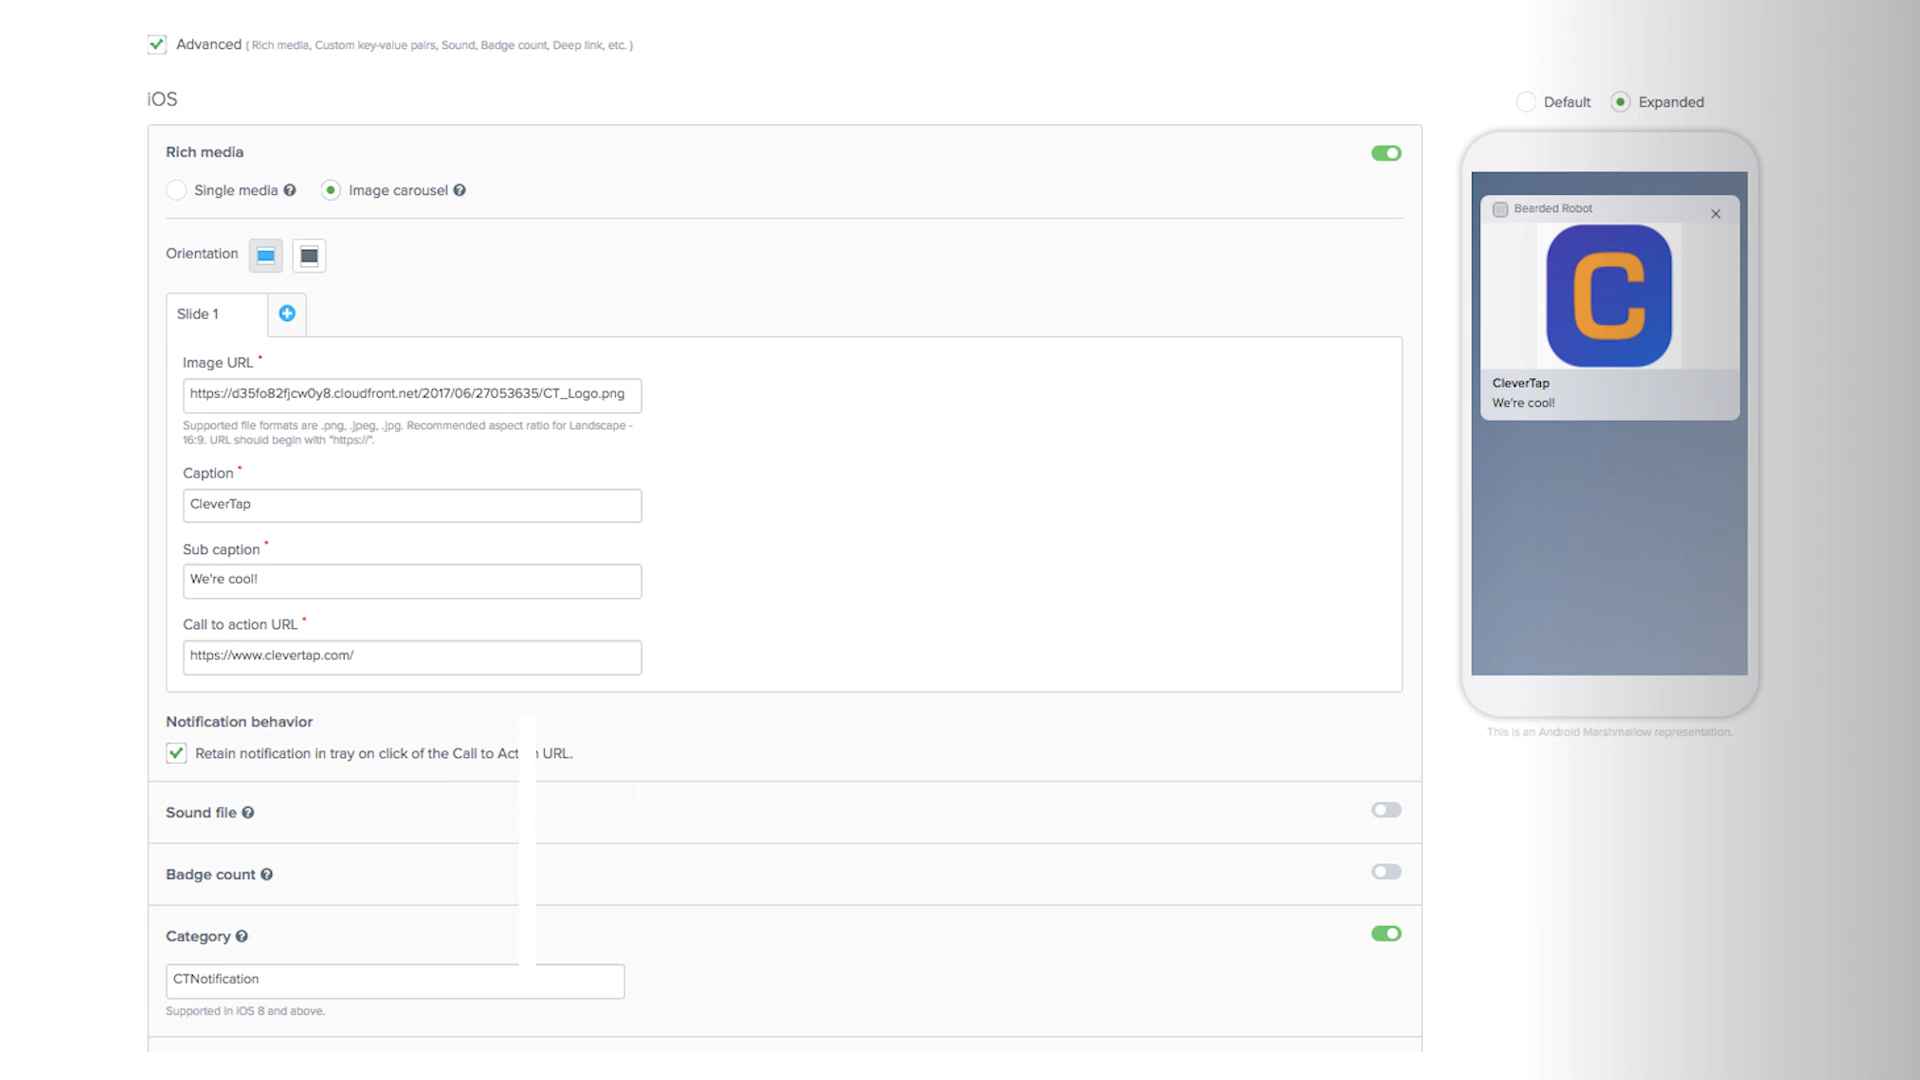 Advanced ( Rich media, Custom key-value pairs, Sound, Badge count, Deep link, etc. )
iOS
Default
Expanded
Rich media
Single media
Image carousel
Orientation
Slide 1
Image URL *
https://d35fo82fjcw0y8.cloudfront.net/2017/06/27053635/CT_Logo.png
Supported file formats are .png, .jpeg, .jpg. Recommended aspect ratio for Landscape -
16:9. URL should begin with "https://".
Caption *
CleverTap
Sub caption *
We're cool!
Call to action URL *
https://www.clevertap.com/
Notification behavior
Retain notification in tray on click of the Call to Act n URL.
Sound file
Badge count
Category
CTNotification
Supported in iOS 8 and above.
Bearded Robot
C
CleverTap
We're cool!
This is an Android Marshmallow representation.